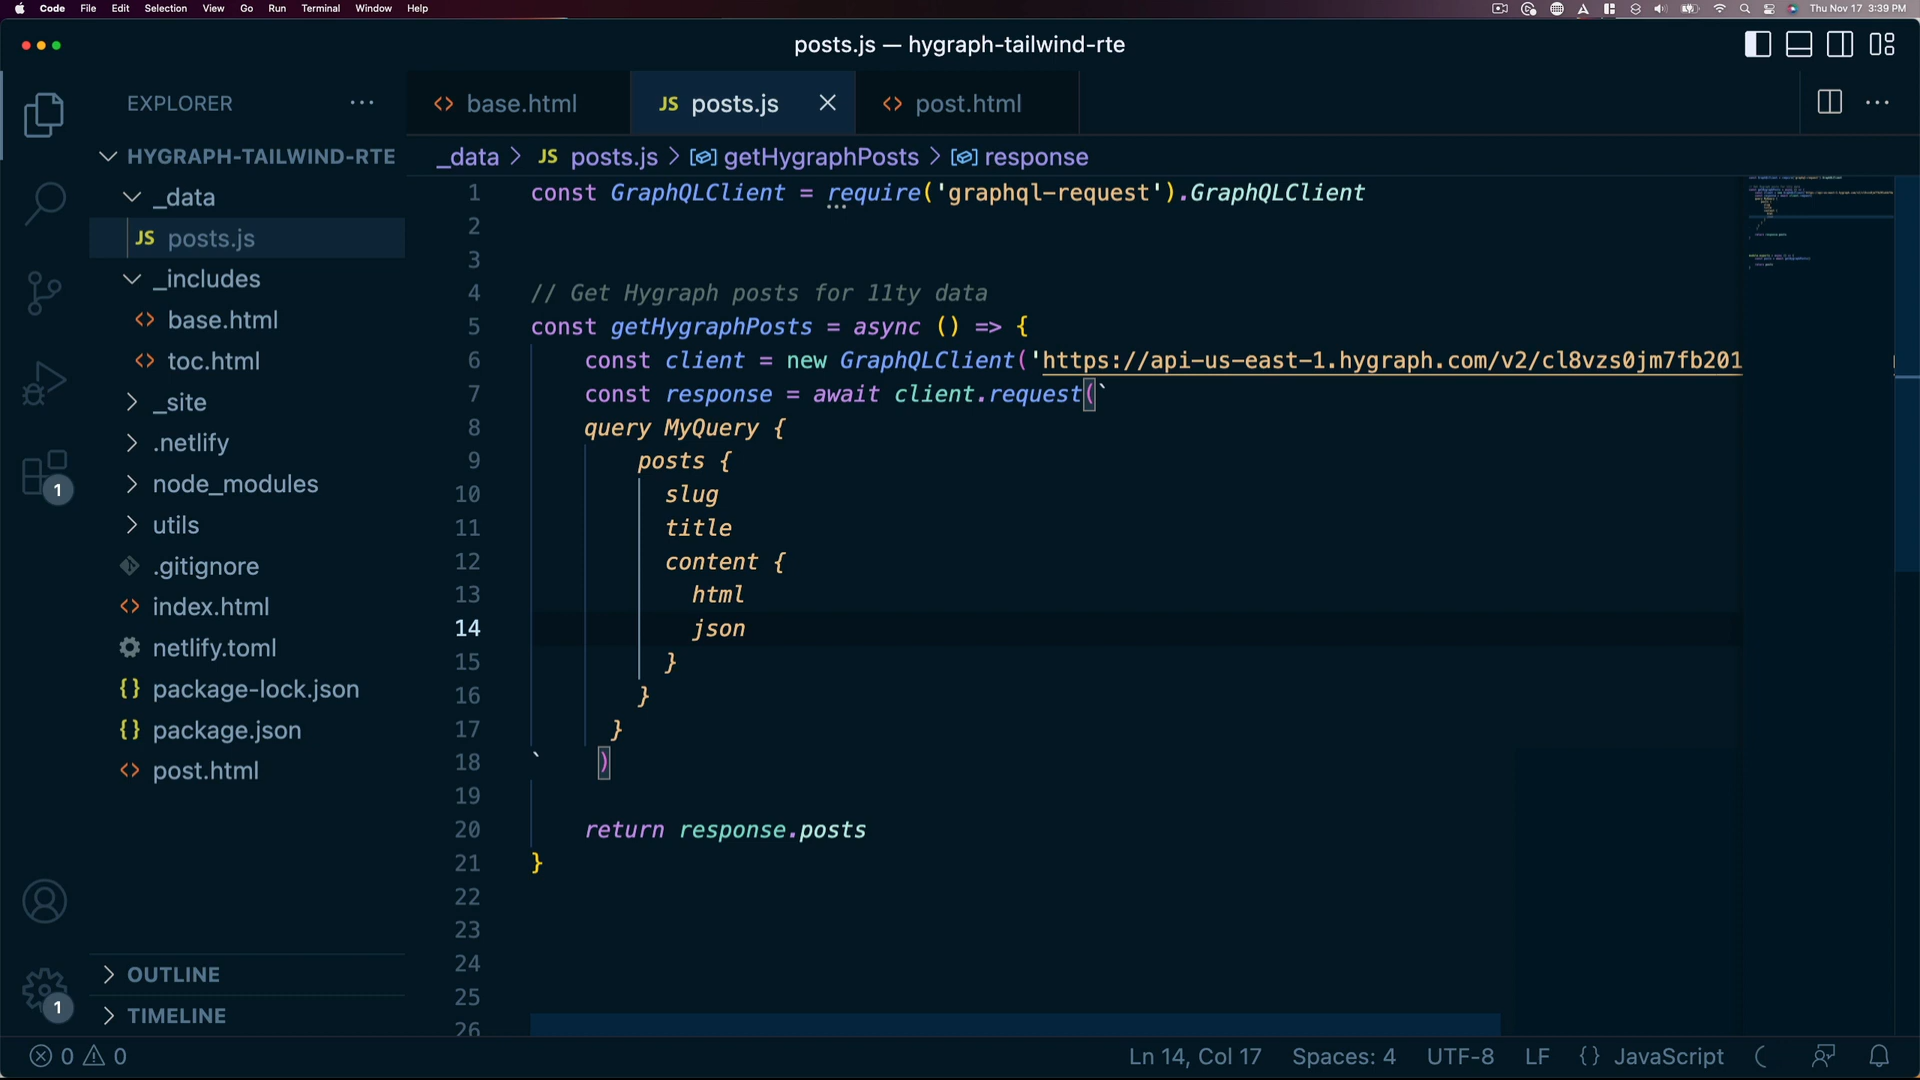 Code File Edit Selection View Go Run Terminal Window Help
Thu Nov 17 3:39 PM
posts.js — hygraph-tailwind-rte
EXPLORER
HYGRAPH-TAILWIND-RTE
_data
JS posts.js
_includes
<> base.html
<> toc.html
_site
.netlify
node_modules
utils
.gitignore
<> index.html
netlify.toml
{} package-lock.json
{} package.json
<> post.html
OUTLINE
TIMELINE
1
1
<> base.html
JS posts.js
<> post.html
_data > JS posts.js > getHygraphPosts > response
1 const GraphQLClient = require('graphql-request').GraphQLClient
2
3
4 // Get Hygraph posts for 11ty data
5 const getHygraphPosts = async () => {
6 const client = new GraphQLClient('https://api-us-east-1.hygraph.com/v2/cl8vzs0jm7fb201
7 const response = await client.request(`
8 query MyQuery {
9 posts {
10 slug
11 title
12 content {
13 html
14 json
15 }
16 }
17 }
18 ` )
19
20 return response.posts
21 }
22
23
24
25
26
0 0
Ln 14, Col 17 Spaces: 4 UTF-8 LF {} JavaScript